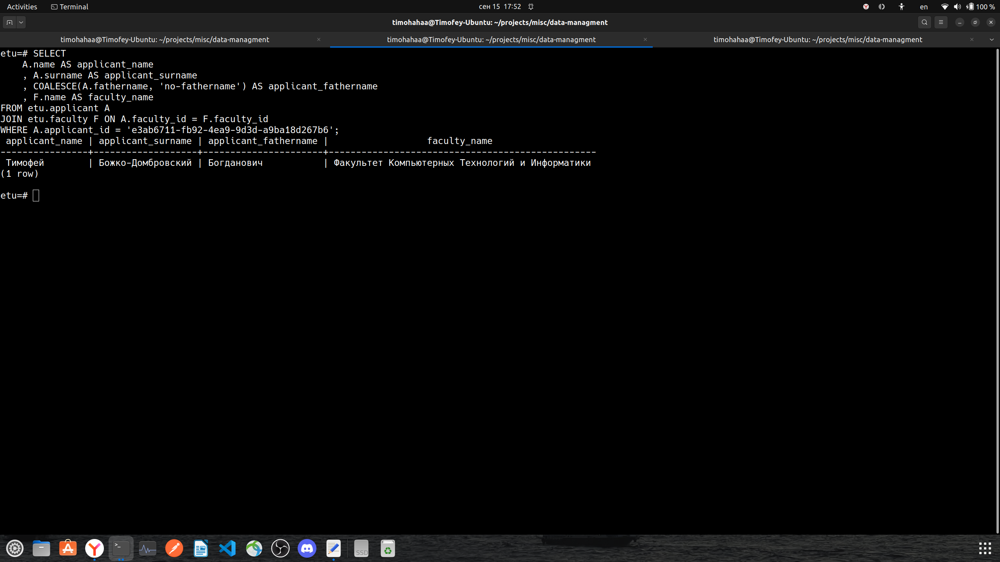 Activities Terminal сен 15 17:52 en 100 %
timohahaa@Timofey-Ubuntu: ~/projects/misc/data-managment
timohahaa@Timofey-Ubuntu: ~/projects/misc/data-managment timohahaa@Timofey-Ubuntu: ~/projects/misc/data-managment timohahaa@Timofey-Ubuntu: ~/projects/misc/data-managment
etu=# SELECT
    A.name AS applicant_name
    , A.surname AS applicant_surname
    , COALESCE(A.fathername, 'no-fathername') AS applicant_fathername
    , F.name AS faculty_name
FROM etu.applicant A
JOIN etu.faculty F ON A.faculty_id = F.faculty_id
WHERE A.applicant_id = 'e3ab6711-fb92-4ea9-9d3d-a9ba18d267b6';
 applicant_name | applicant_surname | applicant_fathername |                  faculty_name
----------------+-------------------+----------------------+-------------------------------------------------
 Тимофей        | Божко-Домбровский | Богданович           | Факультет Компьютерных Технологий и Информатики
(1 row)
etu=#
SSD